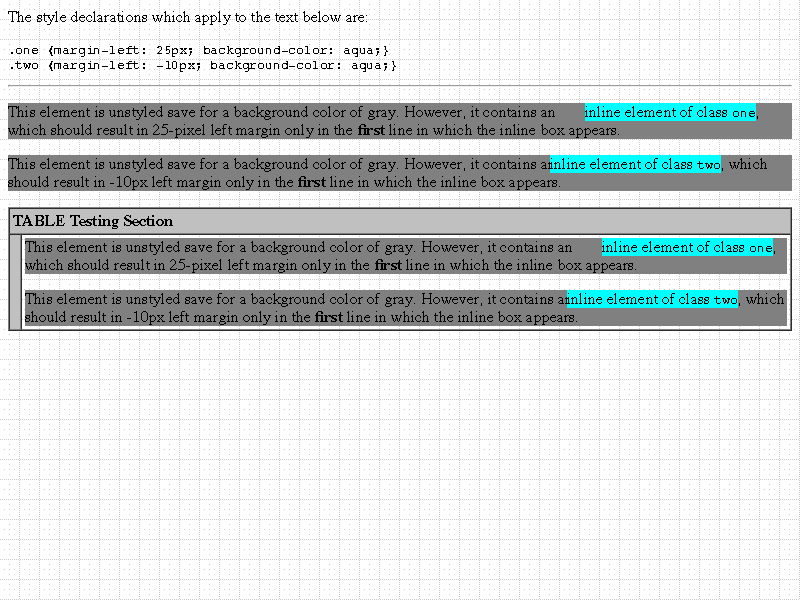 The style declarations which apply to the text below are:
.one {margin-left: 25px; background-color: aqua;}
.two {margin-left: -10px; background-color: aqua;}
This element is unstyled save for a background color of gray. However, it contains an inline element of class one,
which should result in 25-pixel left margin only in the first line in which the inline box appears.
This element is unstyled save for a background color of gray. However, it contains a inline element of class two, which
should result in -10px left margin only in the first line in which the inline box appears.
TABLE Testing Section
This element is unstyled save for a background color of gray. However, it contains an inline element of class one,
which should result in 25-pixel left margin only in the first line in which the inline box appears.
This element is unstyled save for a background color of gray. However, it contains a inline element of class two, which
should result in -10px left margin only in the first line in which the inline box appears.